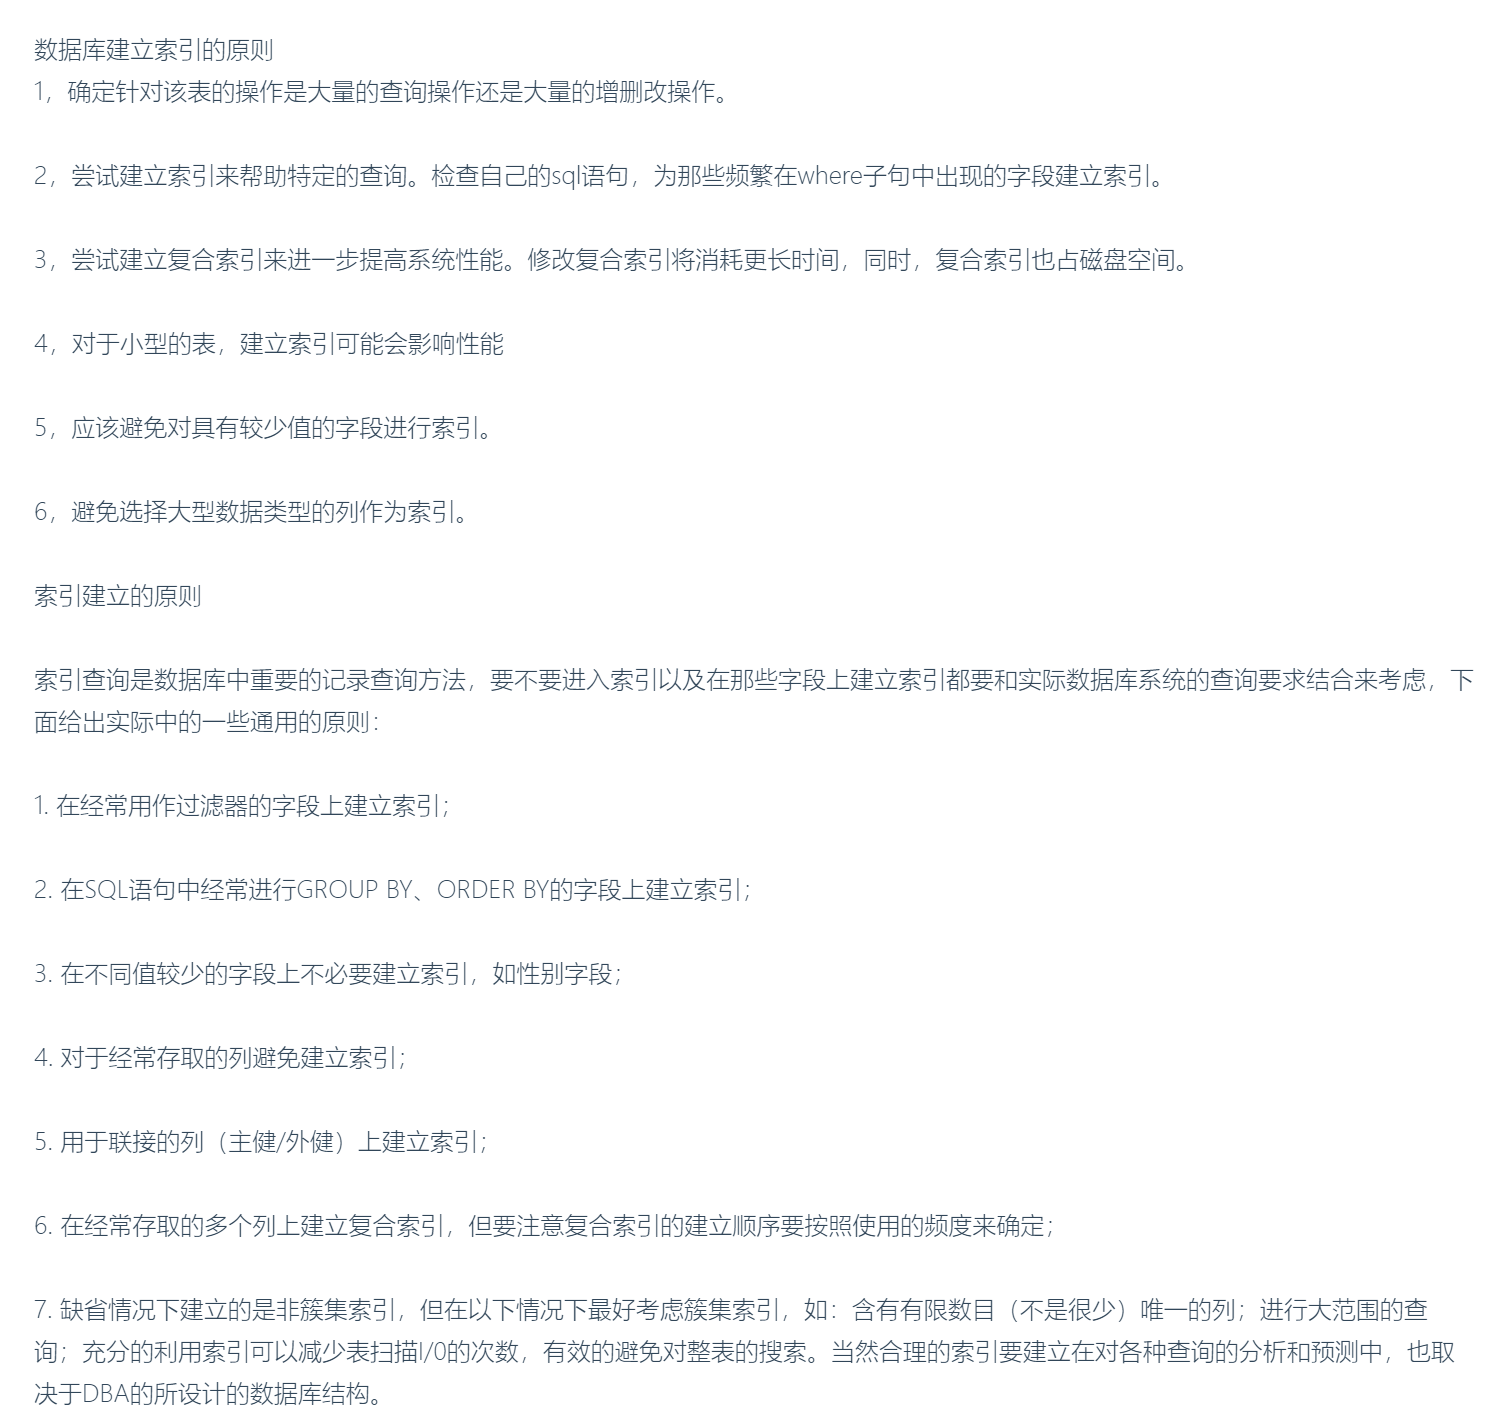 数据库建立索引的原则
1，确定针对该表的操作是大量的查询操作还是大量的增删改操作。
2，尝试建立索引来帮助特定的查询。检查自己的sql语句，为那些频繁在where子句中出现的字段建立索引。
3，尝试建立复合索引来进一步提高系统性能。修改复合索引将消耗更长时间，同时，复合索引也占磁盘空间。
4，对于小型的表，建立索引可能会影响性能
5，应该避免对具有较少值的字段进行索引。
6，避免选择大型数据类型的列作为索引。
索引建立的原则
索引查询是数据库中重要的记录查询方法，要不要进入索引以及在那些字段上建立索引都要和实际数据库系统的查询要求结合来考虑，下
面给出实际中的一些通用的原则：
1. 在经常用作过滤器的字段上建立索引；
2. 在SQL语句中经常进行GROUP BY、ORDER BY的字段上建立索引；
3. 在不同值较少的字段上不必要建立索引，如性别字段；
4. 对于经常存取的列避免建立索引；
5. 用于联接的列（主健/外健）上建立索引；
6. 在经常存取的多个列上建立复合索引，但要注意复合索引的建立顺序要按照使用的频度来确定；
7. 缺省情况下建立的是非簇集索引，但在以下情况下最好考虑簇集索引，如：含有有限数目（不是很少）唯一的列；进行大范围的查
询；充分的利用索引可以减少表扫描I/0的次数，有效的避免对整表的搜索。当然合理的索引要建立在对各种查询的分析和预测中，也取
决于DBA的所设计的数据库结构。